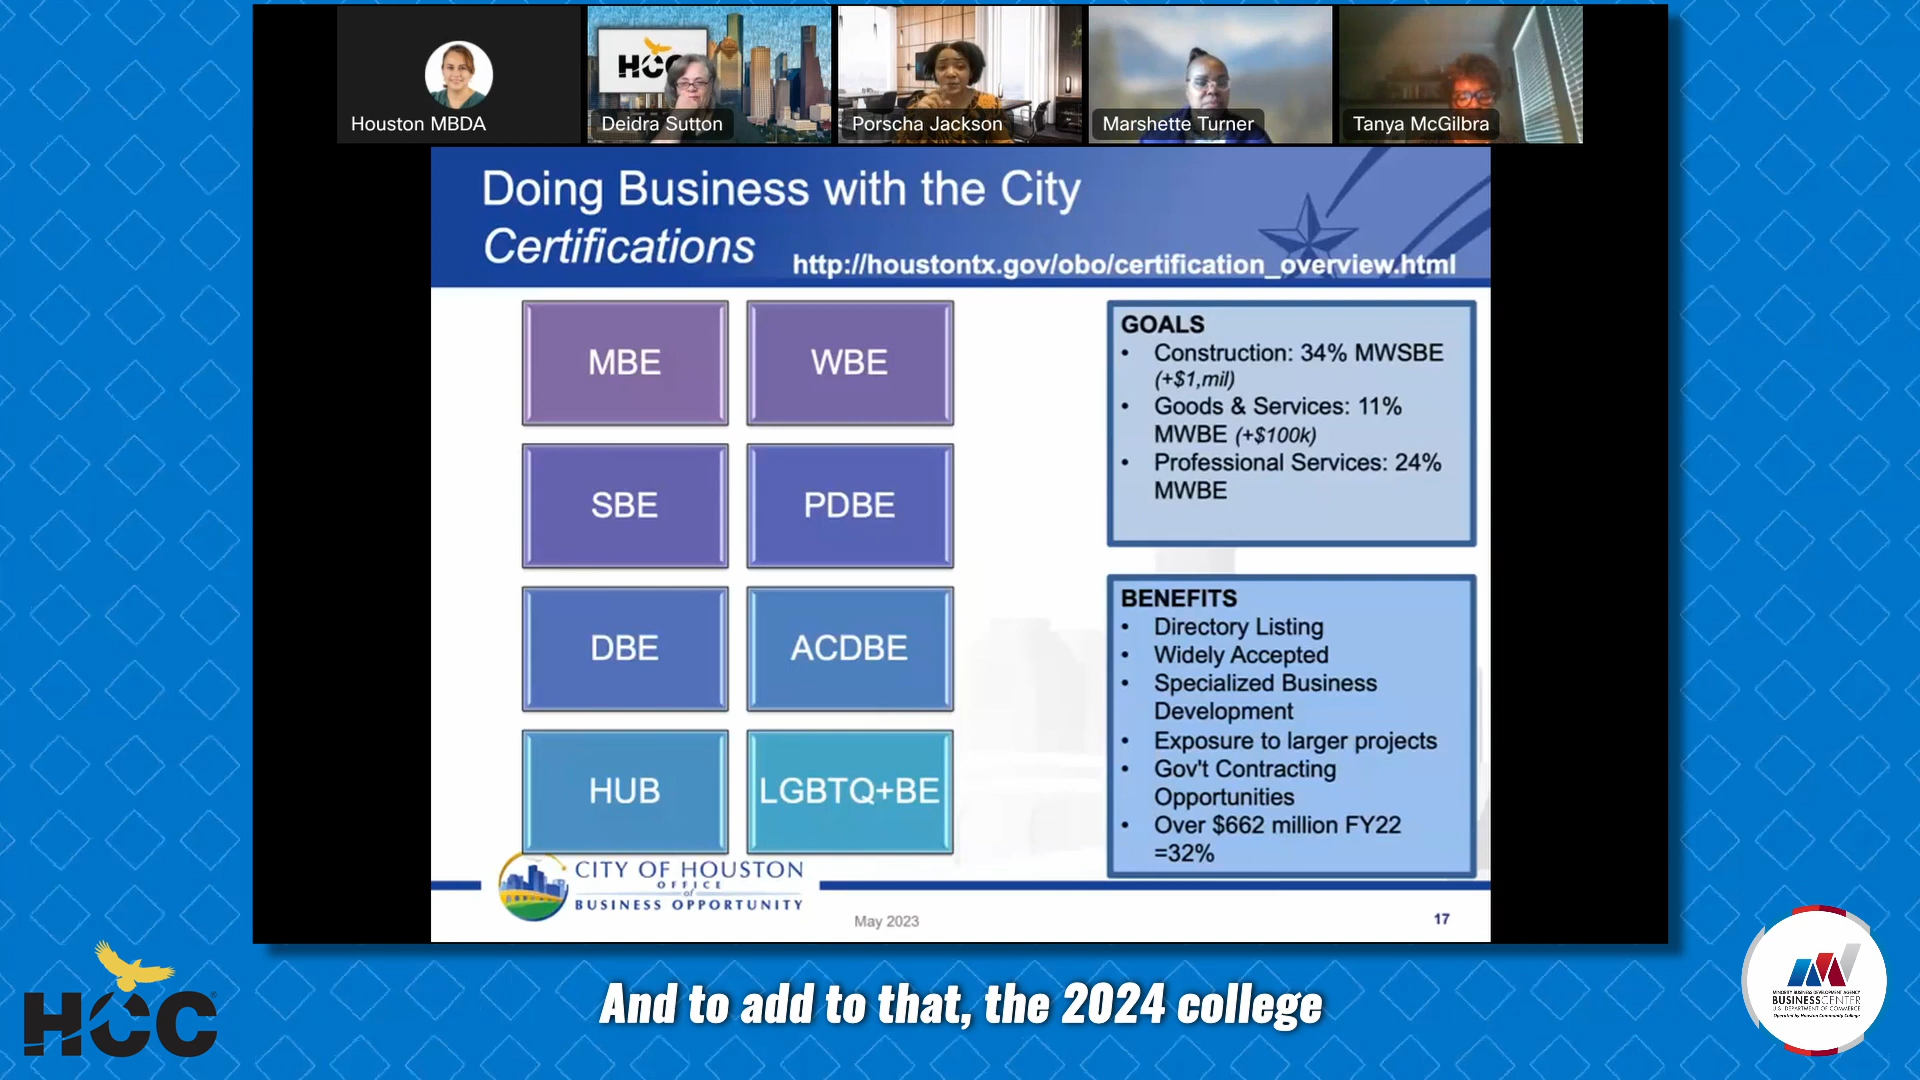 HCC
Houston MBDA
Deidra Sutton
Porscha Jackson
Marshette Turner
Tanya McGilbra
Doing Business with the City
Certifications
http://houstontx.gov/obo/certification_overview.html
MBE
WBE
SBE
PDBE
DBE
ACDBE
HUB
LGBTQ+BE
GOALS
• Construction: 34% MWSBE
(+$1,mil)
• Goods & Services: 11%
MWBE (+$100k)
• Professional Services: 24%
MWBE
BENEFITS
• Directory Listing
• Widely Accepted
• Specialized Business
Development
• Exposure to larger projects
• Gov't Contracting
Opportunities
• Over $662 million FY22
=32%
CITY OF HOUSTON
OFFICE
of
BUSINESS OPPORTUNITY
May 2023
17
HCC
And to add to that, the 2024 college
MINORITY BUSINESS DEVELOPMENT AGENCY
BUSINESS CENTER
U.S. DEPARTMENT OF COMMERCE
Operated by Houston Community College